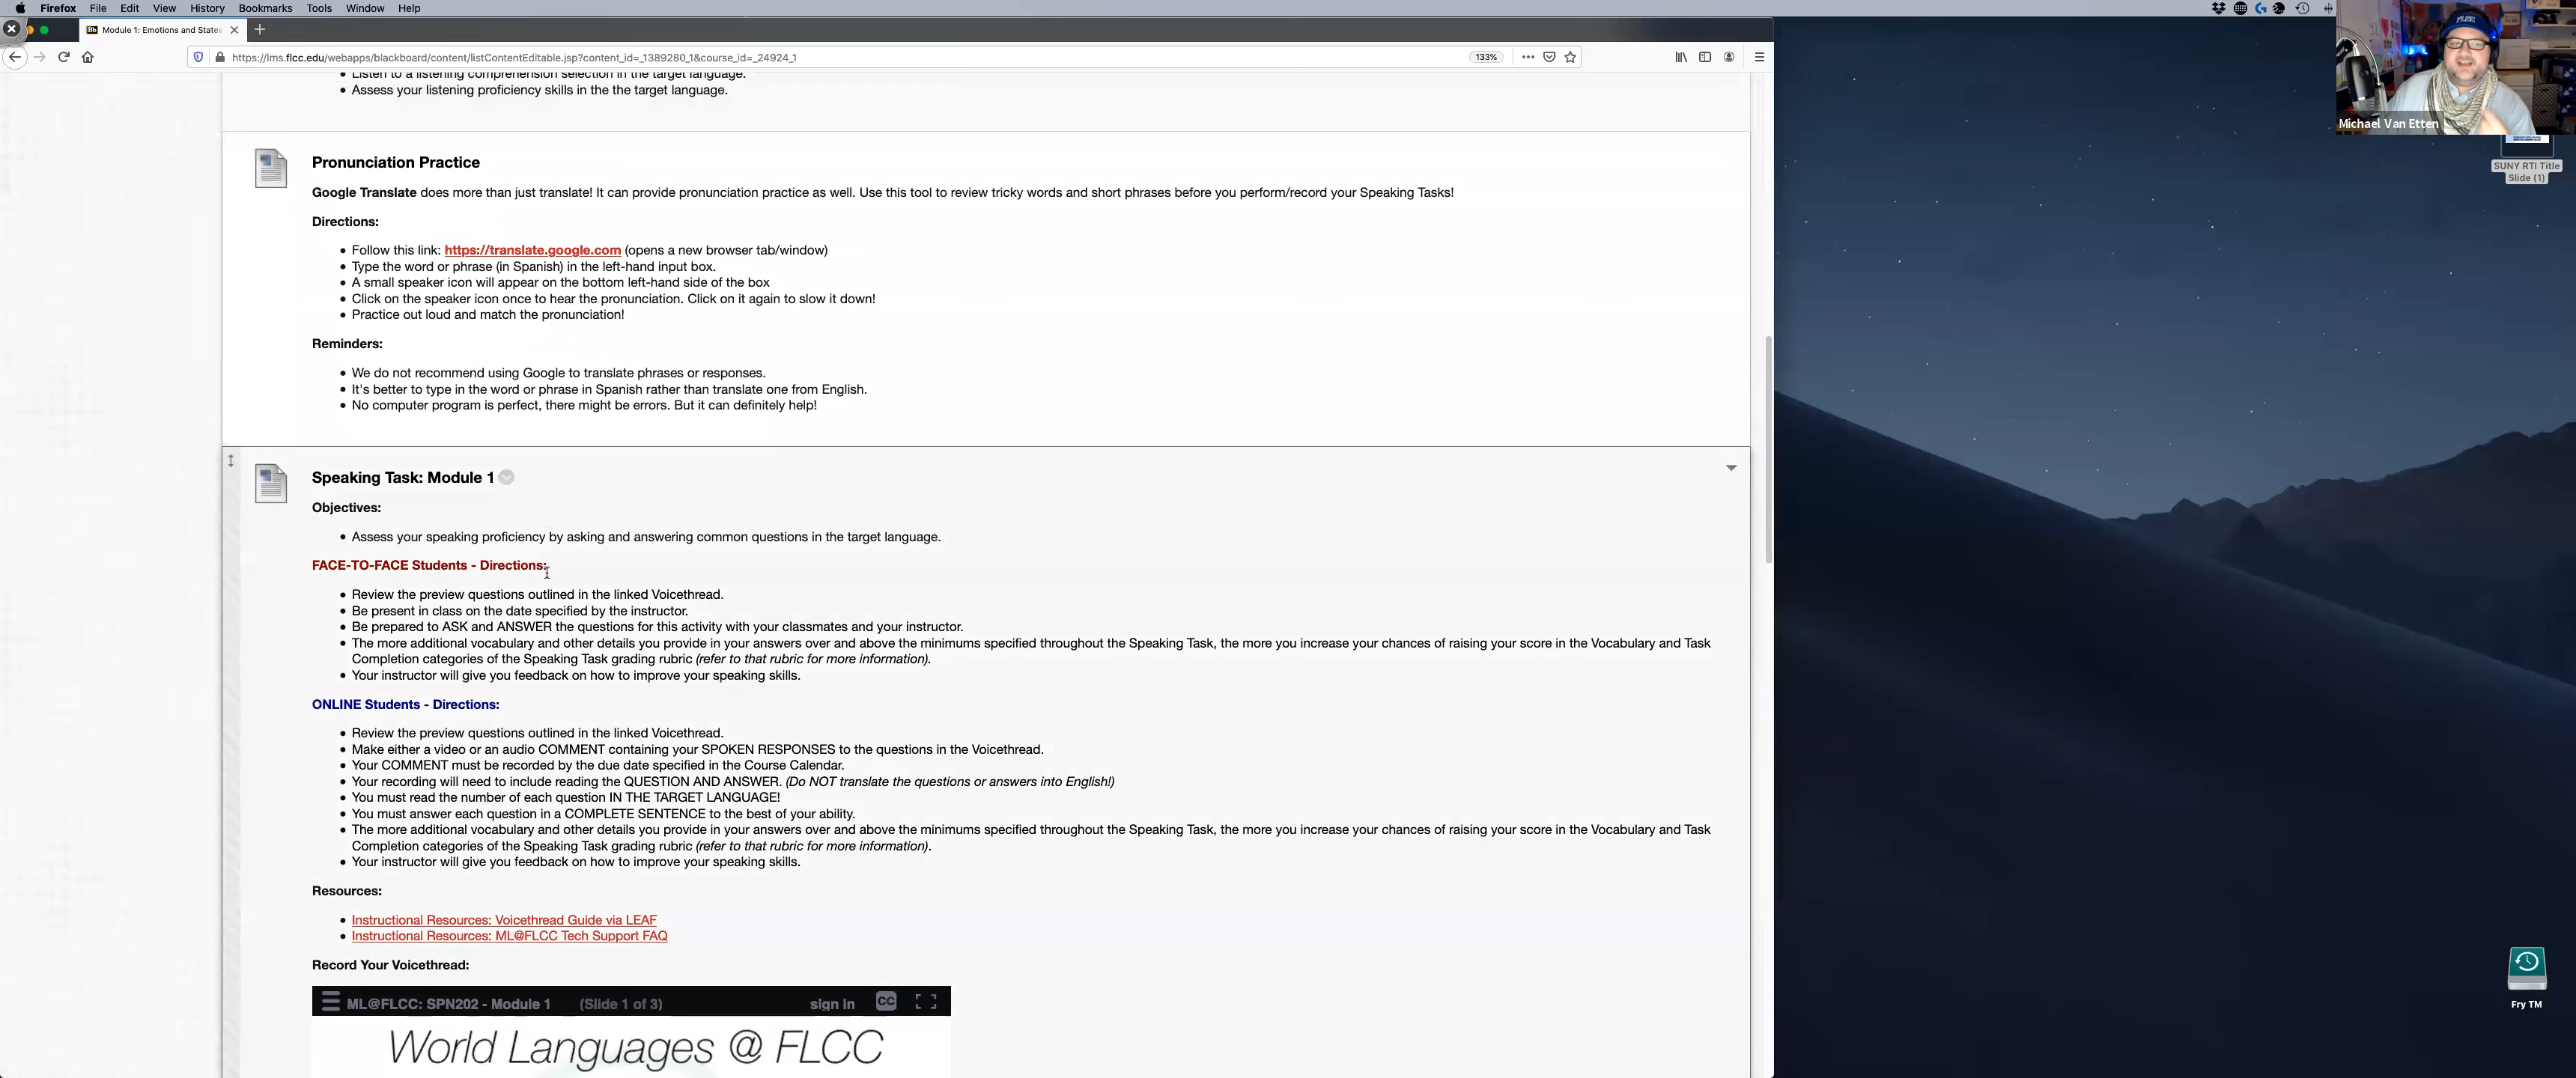 Firefox File Edit View History Bookmarks Tools Window Help
Module 1: Emotions and States
https://lms.flcc.edu/webapps/blackboard/content/listContentEditable.jsp?content_id=_1389280_1&course_id=_24924_1
133%
Listen to a listening comprehension selection in the target language.
Assess your listening proficiency skills in the the target language.
Pronunciation Practice
Google Translate does more than just translate! It can provide pronunciation practice as well. Use this tool to review tricky words and short phrases before you perform/record your Speaking Tasks!
Directions:
Follow this link: https://translate.google.com (opens a new browser tab/window)
Type the word or phrase (in Spanish) in the left-hand input box.
A small speaker icon will appear on the bottom left-hand side of the box
Click on the speaker icon once to hear the pronunciation. Click on it again to slow it down!
Practice out loud and match the pronunciation!
Reminders:
We do not recommend using Google to translate phrases or responses.
It's better to type in the word or phrase in Spanish rather than translate one from English.
No computer program is perfect, there might be errors. But it can definitely help!
Speaking Task: Module 1
Objectives:
Assess your speaking proficiency by asking and answering common questions in the target language.
FACE-TO-FACE Students - Directions:
Review the preview questions outlined in the linked Voicethread.
Be present in class on the date specified by the instructor.
Be prepared to ASK and ANSWER the questions for this activity with your classmates and your instructor.
The more additional vocabulary and other details you provide in your answers over and above the minimums specified throughout the Speaking Task, the more you increase your chances of raising your score in the Vocabulary and Task
Completion categories of the Speaking Task grading rubric (refer to that rubric for more information).
Your instructor will give you feedback on how to improve your speaking skills.
ONLINE Students - Directions:
Review the preview questions outlined in the linked Voicethread.
Make either a video or an audio COMMENT containing your SPOKEN RESPONSES to the questions in the Voicethread.
Your COMMENT must be recorded by the due date specified in the Course Calendar.
Your recording will need to include reading the QUESTION AND ANSWER. (Do NOT translate the questions or answers into English!)
You must read the number of each question IN THE TARGET LANGUAGE!
You must answer each question in a COMPLETE SENTENCE to the best of your ability.
The more additional vocabulary and other details you provide in your answers over and above the minimums specified throughout the Speaking Task, the more you increase your chances of raising your score in the Vocabulary and Task
Completion categories of the Speaking Task grading rubric (refer to that rubric for more information).
Your instructor will give you feedback on how to improve your speaking skills.
Resources:
Instructional Resources: Voicethread Guide via LEAF
Instructional Resources: ML@FLCC Tech Support FAQ
Record Your Voicethread:
ML@FLCC: SPN202 - Module 1 (Slide 1 of 3) sign in CC
World Languages @ FLCC
FLCC
Michael Van Etten
SUNY RTI Title
Slide (1)
Fry TM